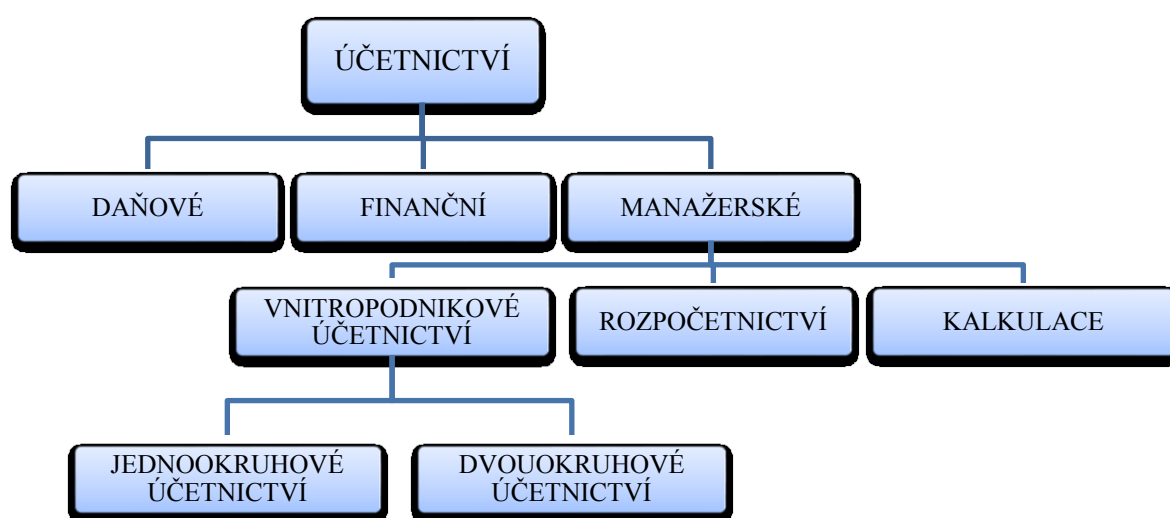 ÚČETNICTVÍ
DAŇOVÉ
FINANČNÍ
MANAŽERSKÉ
VNITROPODNIKOVÉ
ÚČETNICTVÍ
ROZPOČETNICTVÍ
KALKULACE
JEDNOOKRUHOVÉ
ÚČETNICTVÍ
DVOUOKRUHOVÉ
ÚČETNICTVÍ